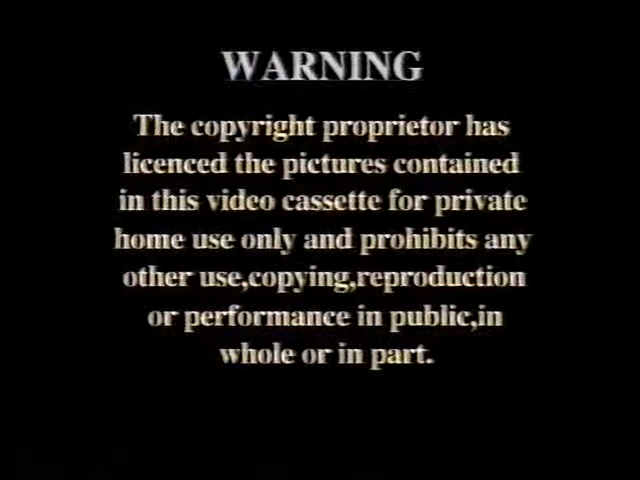 WARNING
The copyright proprietor has
licenced the pictures contained
in this video cassette for private
home use only and prohibits any
other use,copying,reproduction
or performance in public,in
whole or in part.